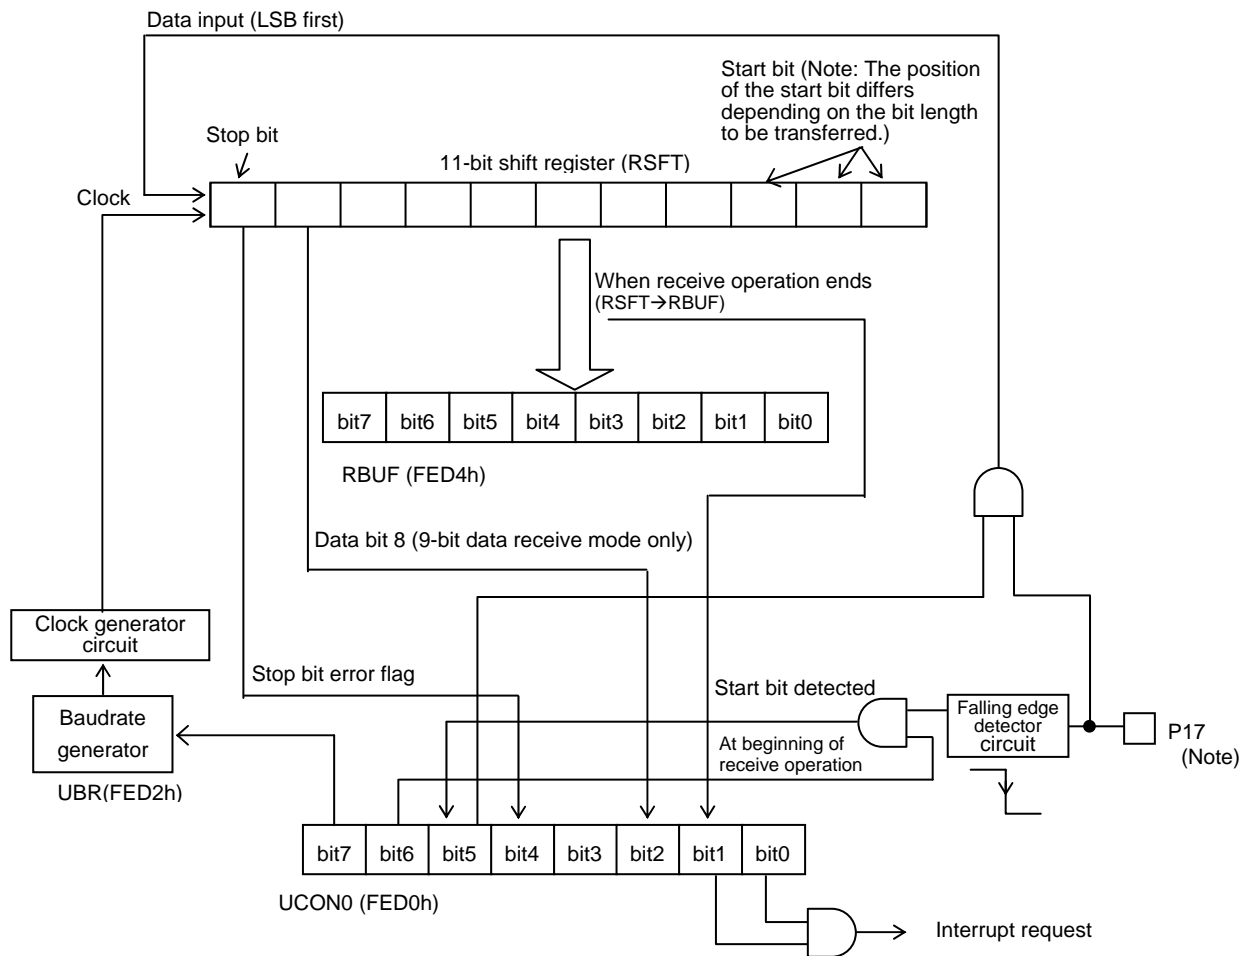 Data input (LSB first)
Start bit (Note: The position
of the start bit differs
depending on the bit length
to be transferred.)
Stop bit
11-bit shift register (RSFT)
Clock
When receive operation ends
(RSFT→RBUF)
bit7 bit6 bit5 bit4 bit3 bit2 bit1 bit0
RBUF (FED4h)
Data bit 8 (9-bit data receive mode only)
Clock generator
circuit
Stop bit error flag
Start bit detected
Baudrate
generator
UBR(FED2h)
Falling edge
detector
circuit
P17
(Note)
At beginning of
receive operation
bit7 bit6 bit5 bit4 bit3 bit2 bit1 bit0
UCON0 (FED0h)
Interrupt request